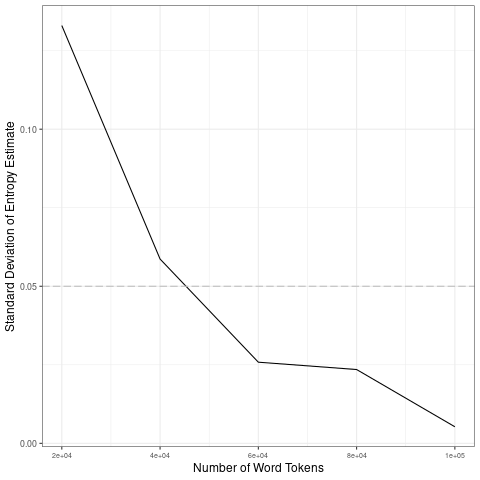 Standard Deviation of Entropy Estimate
0.10
0.05
0.00
2e+04 4e+04 6e+04 8e+04 1e+05
Number of Word Tokens